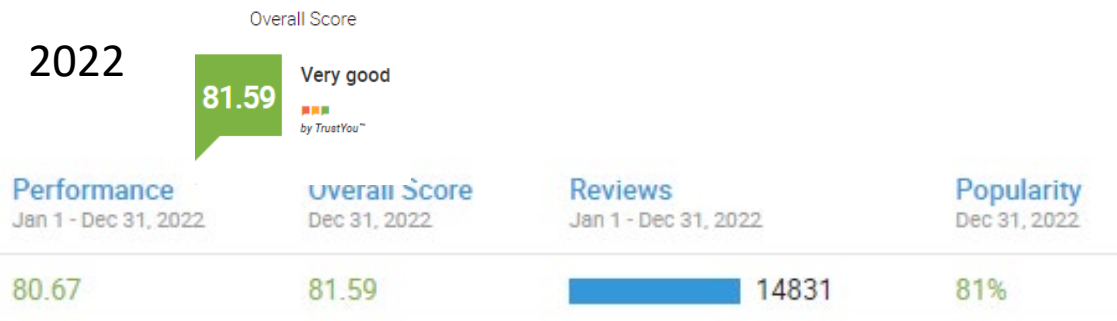 Overall Score
2022
81.59
Very good
by TrustYou™
Performance Overall Score Reviews Popularity
Jan 1 - Dec 31, 2022 Dec 31, 2022 Jan 1 - Dec 31, 2022 Dec 31, 2022
80.67 81.59 14831 81%